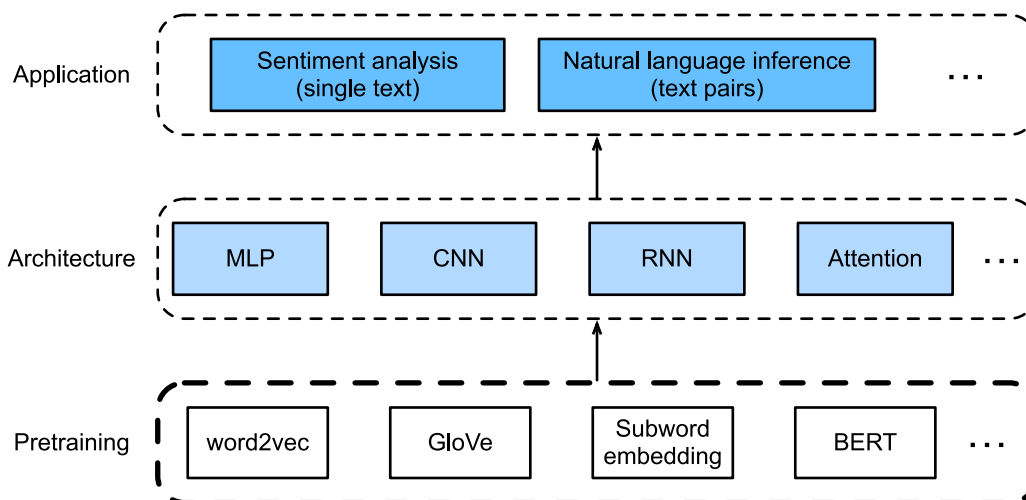 Application
Sentiment analysis
(single text)
Natural language inference
(text pairs)
...
Architecture
MLP
CNN
RNN
Attention
...
Pretraining
word2vec
GloVe
Subword
embedding
BERT
...